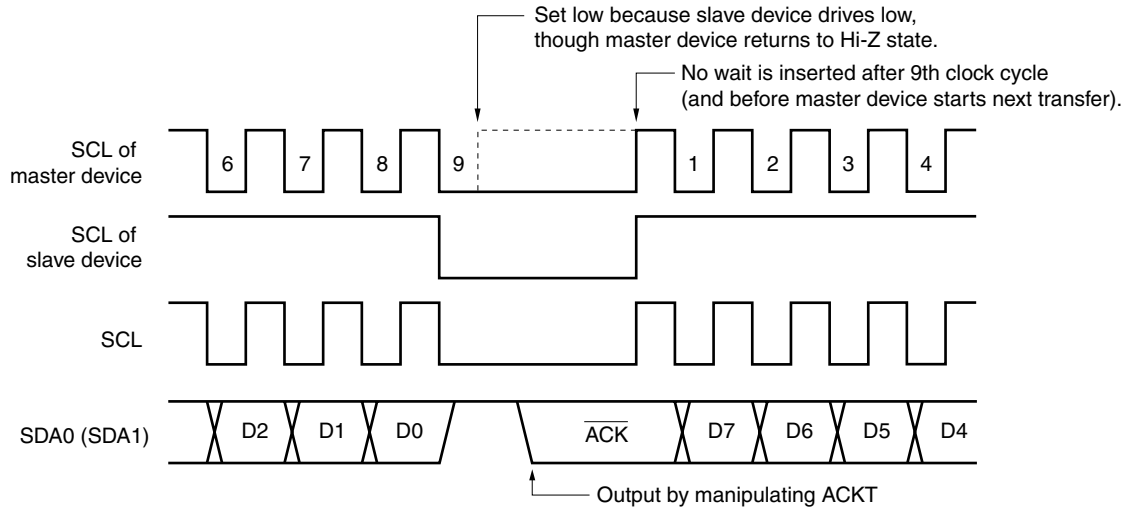 Set low because slave device drives low,
though master device returns to Hi-Z state.
No wait is inserted after 9th clock cycle
(and before master device starts next transfer).
SCL of
master device
6 7 8 9 1 2 3 4
SCL of
slave device
SCL
SDA0 (SDA1)
D2 D1 D0 ACK D7 D6 D5 D4
Output by manipulating ACKT